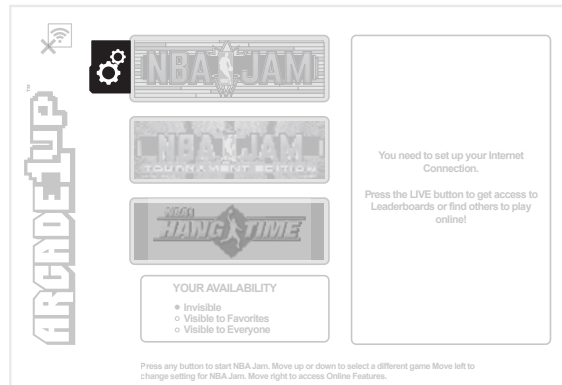 ARCADE1UP™
NBA JAM
NBA JAM
TOURNAMENT EDITION
NBA
HANGTIME
YOUR AVAILABILITY
Invisible
Visible to Favorites
Visible to Everyone
You need to set up your Internet
Connection.
Press the LIVE button to get access to
Leaderboards or find others to play
online!
Press any button to start NBA Jam. Move up or down to select a different game Move left to
change setting for NBA Jam. Move right to access Online Features.